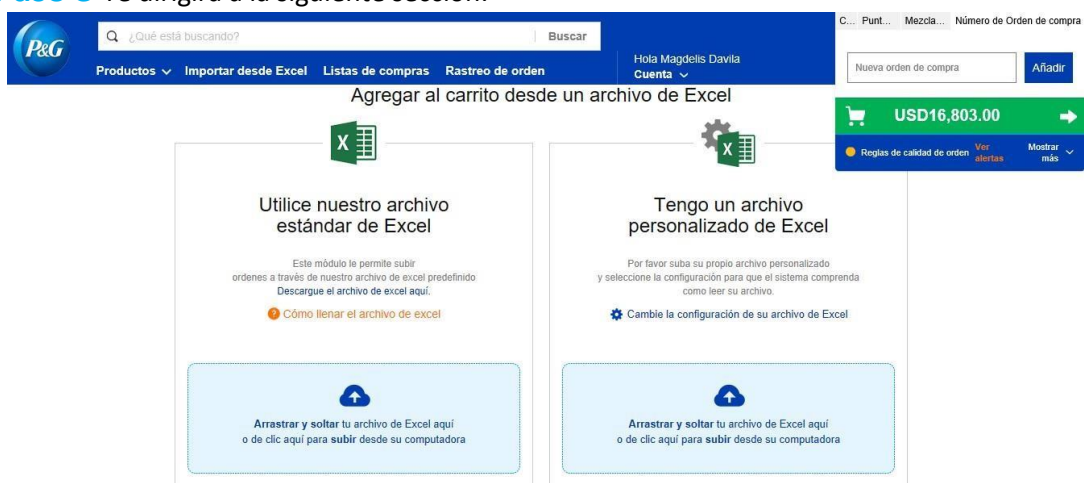 Te dirigirá a la siguiente sección:
P&G
¿Qué está buscando?
Buscar
Productos
Importar desde Excel
Listas de compras
Rastreo de orden
Hola Magdelis Davila
Cuenta
C... Punt... Mezcla... Número de Orden de compra
Nueva orden de compra
Añadir
USD16,803.00
Reglas de calidad de orden
Ver
alertas
Mostrar
más
Agregar al carrito desde un archivo de Excel
Utilice nuestro archivo
estándar de Excel
Este módulo le permite subir
ordenes a través de nuestro archivo de excel predefinido
Descargue el archivo de excel aquí.
Cómo llenar el archivo de excel
Arrastrar y soltar tu archivo de Excel aquí
o de clic aquí para subir desde su computadora
Tengo un archivo
personalizado de Excel
Por favor suba su propio archivo personalizado
y seleccione la configuración para que el sistema comprenda
como leer su archivo.
Cambie la configuración de su archivo de Excel
Arrastrar y soltar tu archivo de Excel aquí
o de clic aquí para subir desde su computadora